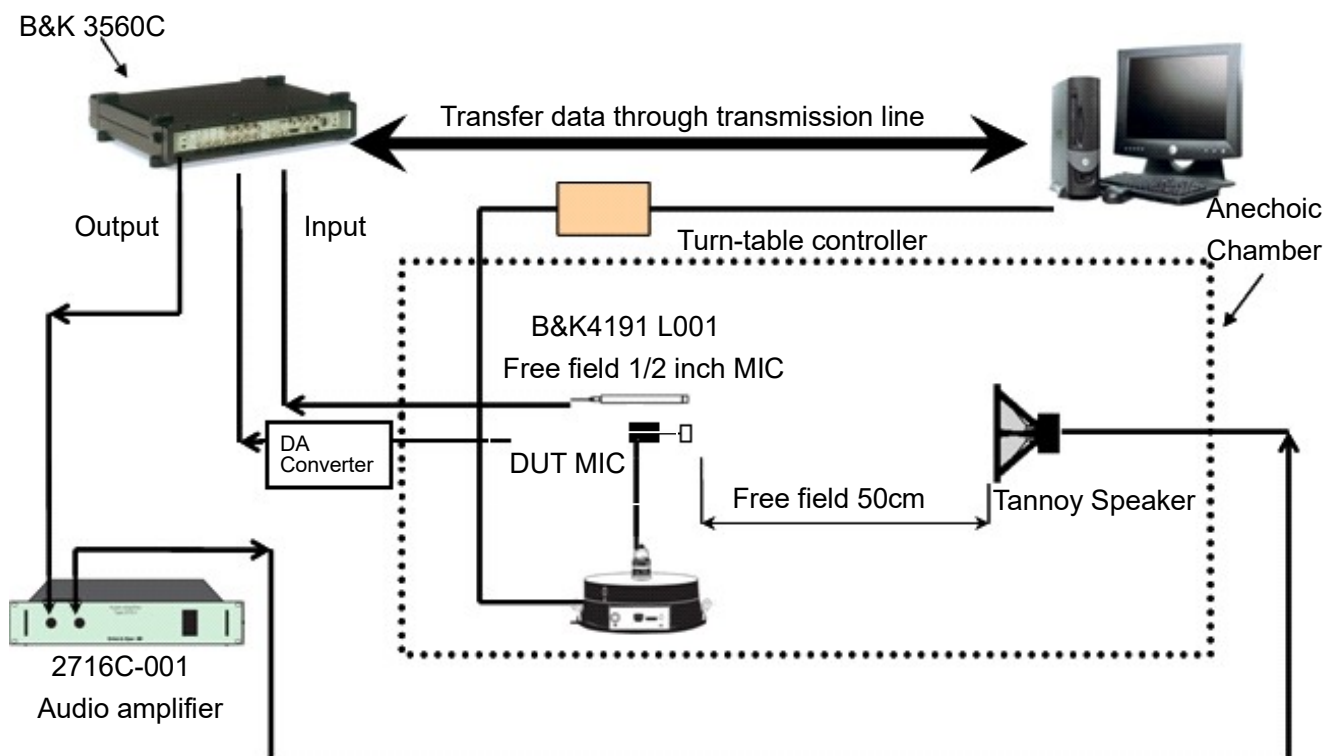 B&K 3560C
Transfer data through transmission line
Output
Input
Turn-table controller
Anechoic
Chamber
B&K4191 L001
Free field 1/2 inch MIC
DA
Converter
DUT MIC
Free field 50cm
Tannoy Speaker
2716C-001
Audio amplifier